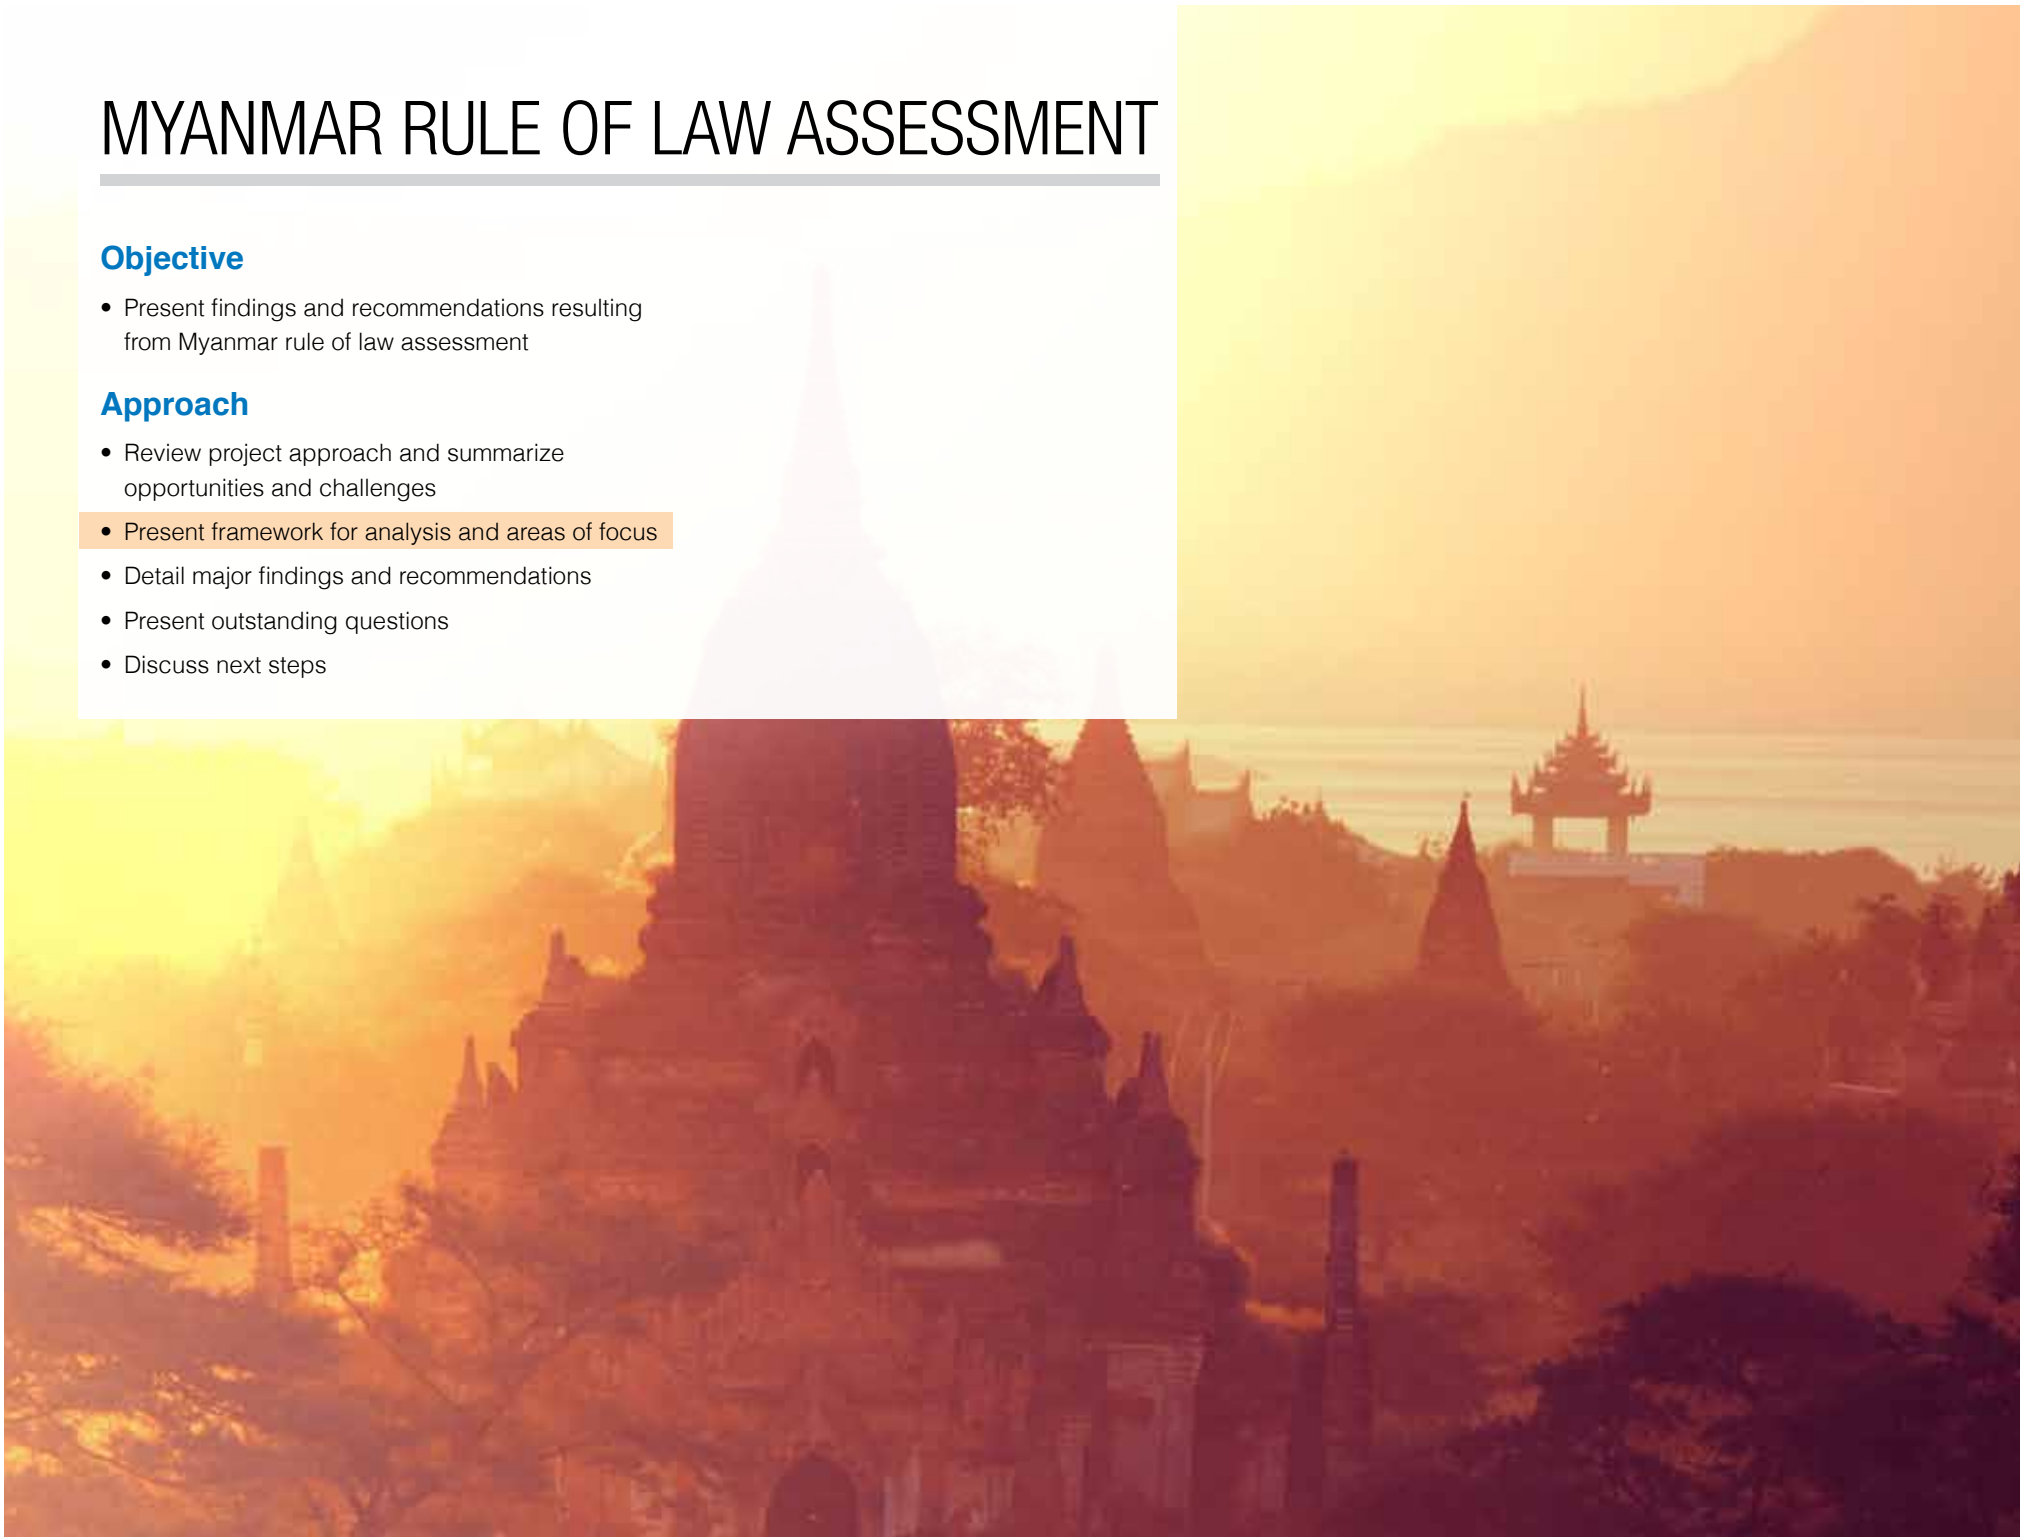 MYANMAR RULE OF LAW ASSESSMENT
Objective
• Present findings and recommendations resulting
from Myanmar rule of law assessment
Approach
• Review project approach and summarize
opportunities and challenges
• Present framework for analysis and areas of focus
• Detail major findings and recommendations
• Present outstanding questions
• Discuss next steps